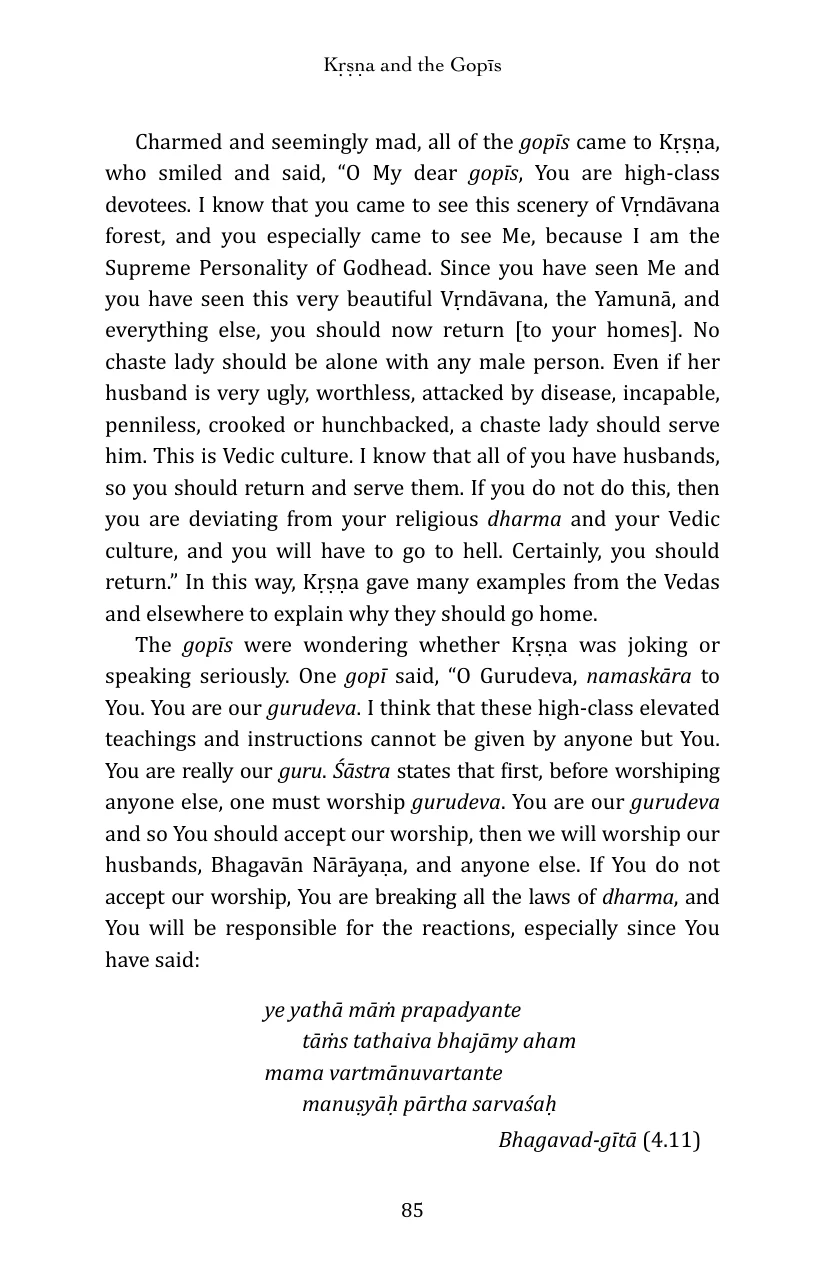 Kṛṣṇa and the Gopīs
Charmed and seemingly mad, all of the gopīs came to Kṛṣṇa,
who smiled and said, “O My dear gopīs, You are high-class
devotees. I know that you came to see this scenery of Vṛndāvana
forest, and you especially came to see Me, because I am the
Supreme Personality of Godhead. Since you have seen Me and
you have seen this very beautiful Vṛndāvana, the Yamunā, and
everything else, you should now return [to your homes]. No
chaste lady should be alone with any male person. Even if her
husband is very ugly, worthless, attacked by disease, incapable,
penniless, crooked or hunchbacked, a chaste lady should serve
him. This is Vedic culture. I know that all of you have husbands,
so you should return and serve them. If you do not do this, then
you are deviating from your religious dharma and your Vedic
culture, and you will have to go to hell. Certainly, you should
return.” In this way, Kṛṣṇa gave many examples from the Vedas
and elsewhere to explain why they should go home.
The gopīs were wondering whether Kṛṣṇa was joking or
speaking seriously. One gopī said, “O Gurudeva, namaskāra to
You. You are our gurudeva. I think that these high-class elevated
teachings and instructions cannot be given by anyone but You.
You are really our guru. Śāstra states that first, before worshiping
anyone else, one must worship gurudeva. You are our gurudeva
and so You should accept our worship, then we will worship our
husbands, Bhagavān Nārāyaṇa, and anyone else. If You do not
accept our worship, You are breaking all the laws of dharma, and
You will be responsible for the reactions, especially since You
have said:
ye yathā māṁ prapadyante
tāṁs tathaiva bhajāmy aham
mama vartmānuvartante
manuṣyāḥ pārtha sarvaśaḥ
Bhagavad-gītā (4.11)
85